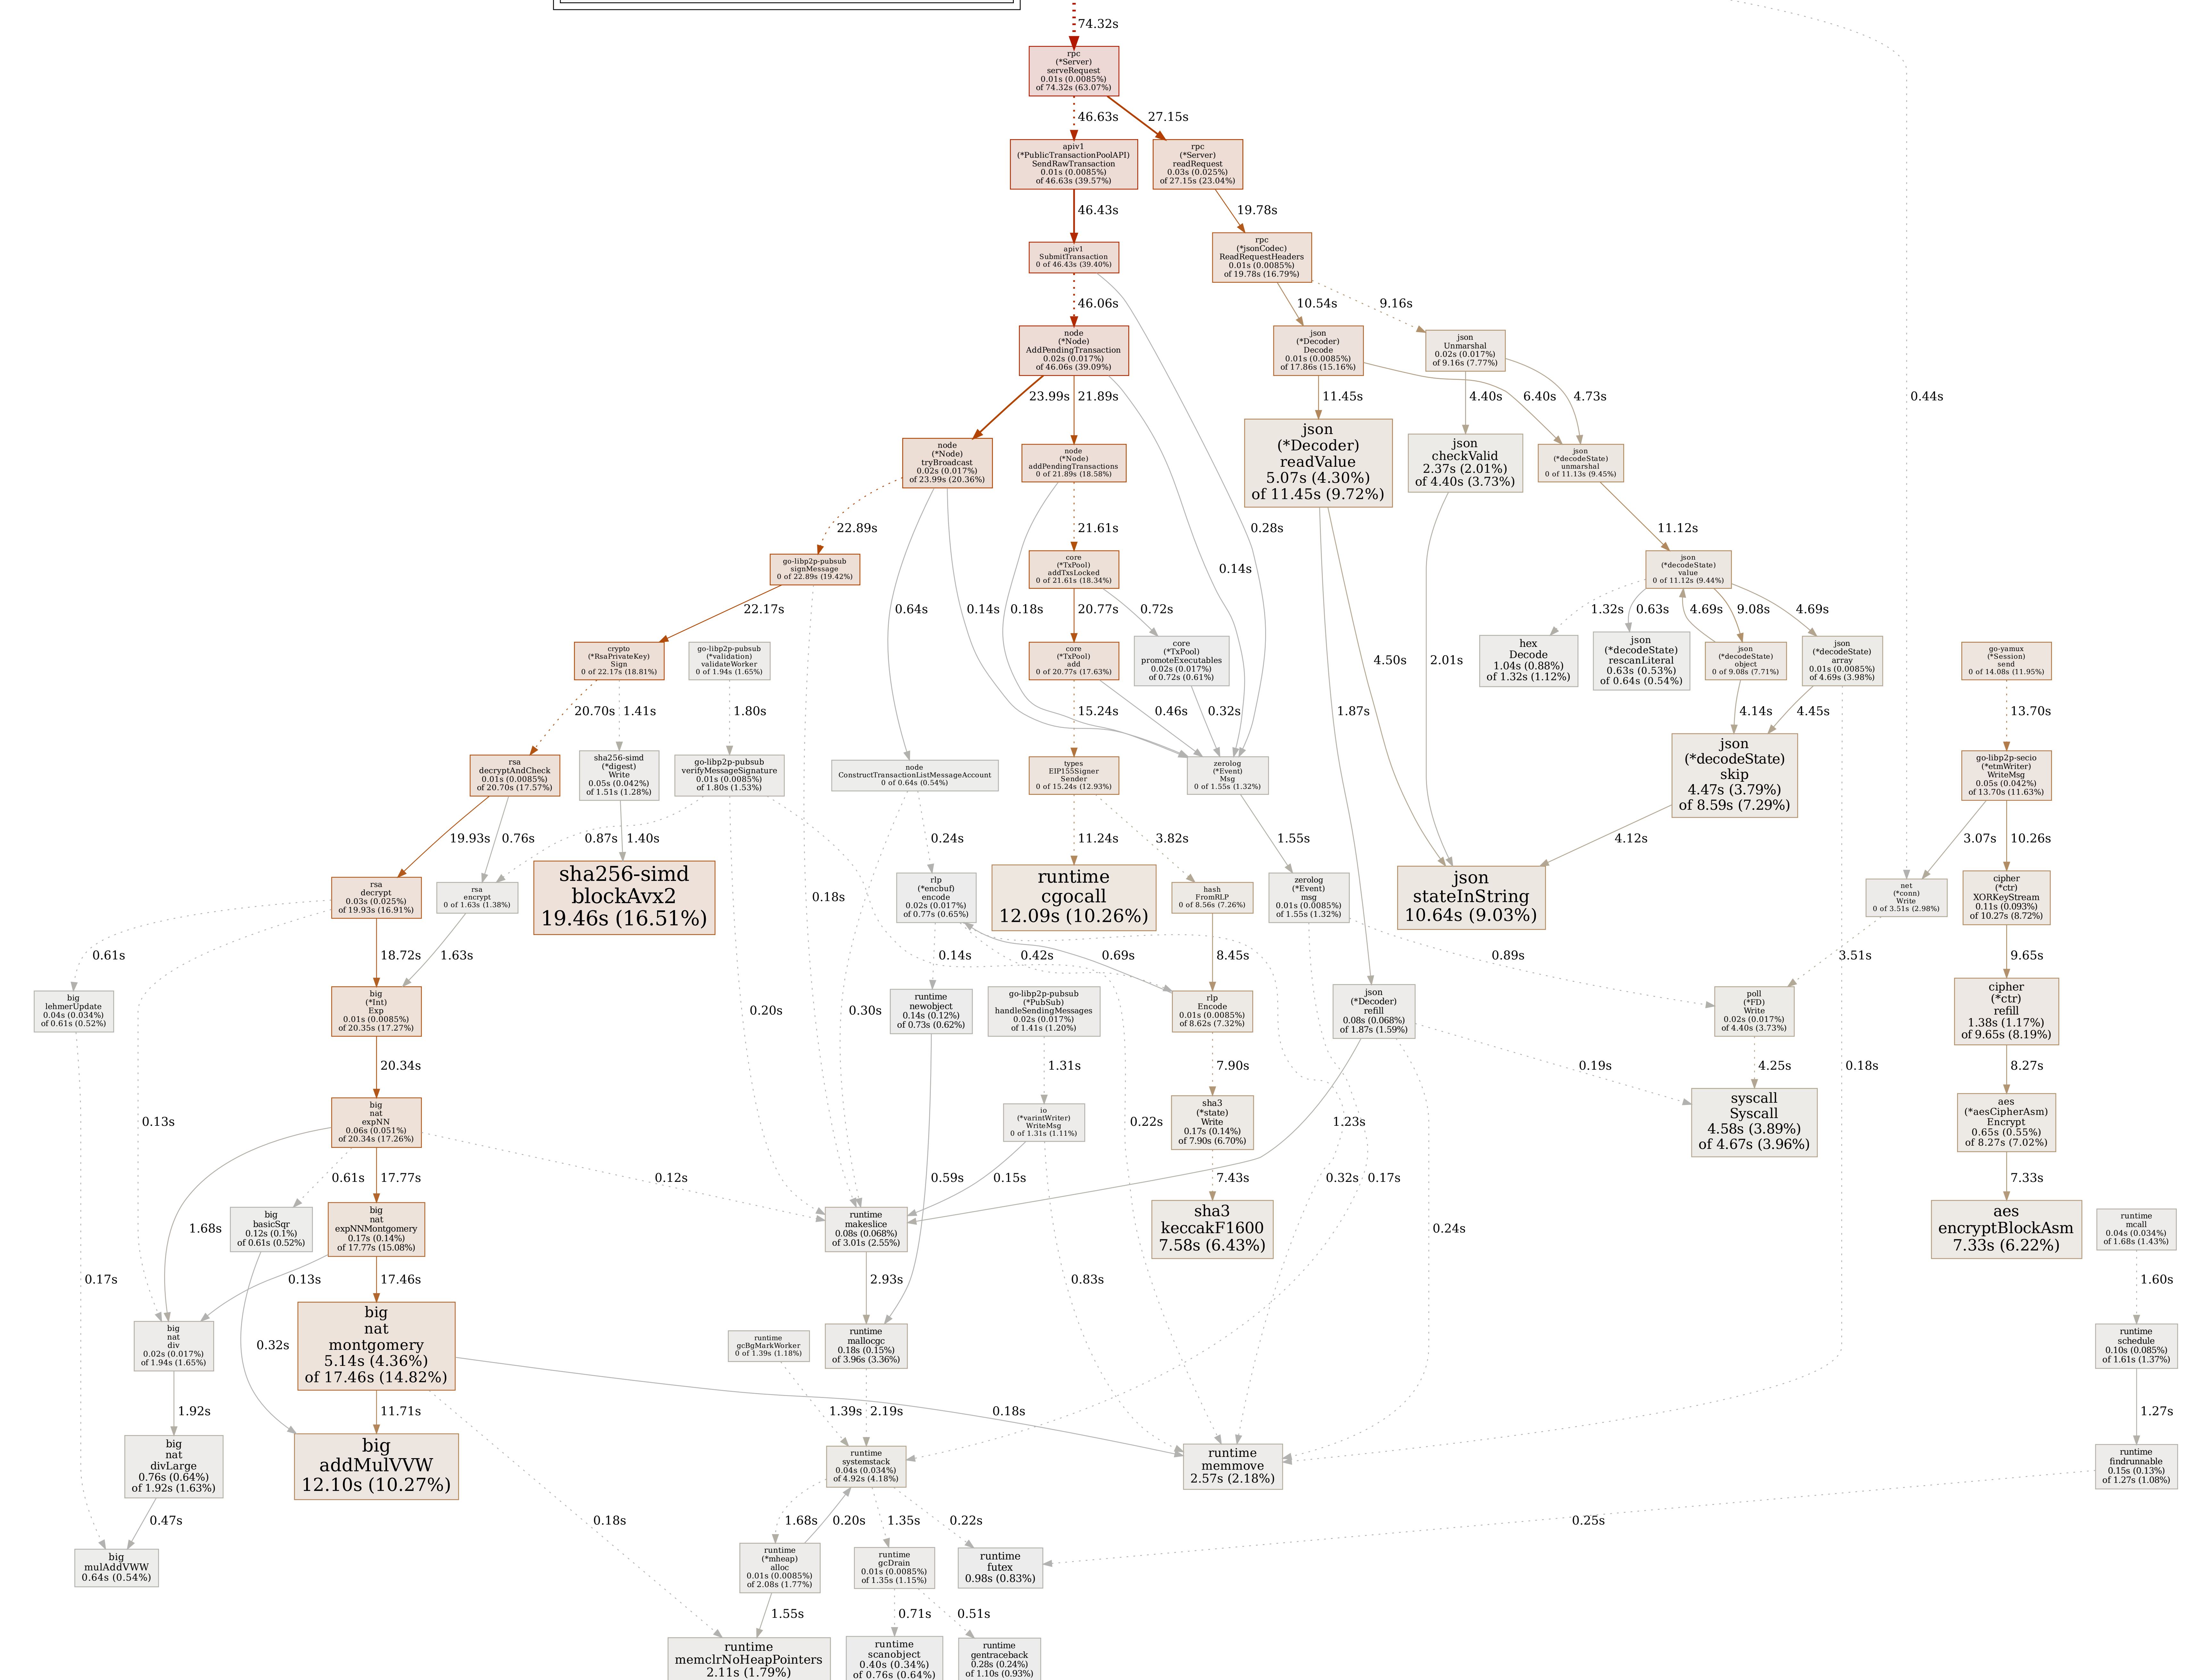 74.32s
rpc
(*Server)
serveRequest
0.01s (0.0085%)
of 74.32s (63.07%)
46.63s
27.15s
apiv1
(*PublicTransactionPoolAPI)
SendRawTransaction
0.01s (0.0085%)
of 46.63s (39.57%)
rpc
(*Server)
readRequest
0.03s (0.025%)
of 27.15s (23.04%)
46.43s
19.78s
apiv1
SubmitTransaction
0 of 46.43s (39.40%)
rpc
(*jsonCodec)
ReadRequestHeaders
0.01s (0.0085%)
of 19.78s (16.79%)
46.06s
10.54s
9.16s
node
(*Node)
AddPendingTransaction
0.02s (0.017%)
of 46.06s (39.09%)
json
(*Decoder)
Decode
0.01s (0.0085%)
of 17.86s (15.16%)
json
Unmarshal
0.02s (0.017%)
of 9.16s (7.77%)
23.99s
21.89s
11.45s
4.40s
6.40s
4.73s
0.44s
node
(*Node)
tryBroadcast
0.02s (0.017%)
of 23.99s (20.36%)
node
(*Node)
addPendingTransactions
0 of 21.89s (18.58%)
json
(*Decoder)
readValue
5.07s (4.30%)
of 11.45s (9.72%)
json
checkValid
2.37s (2.01%)
of 4.40s (3.73%)
json
(*decodeState)
unmarshal
0 of 11.13s (9.45%)
22.89s
21.61s
0.28s
11.12s
go-libp2p-pubsub
signMessage
0 of 22.89s (19.42%)
core
(*TxPool)
addTxsLocked
0 of 21.61s (18.34%)
0.14s
json
(*decodeState)
value
0 of 11.12s (9.44%)
22.17s
0.64s
0.14s
0.18s
20.77s
0.72s
1.32s
0.63s
4.69s
9.08s
4.69s
crypto
(*RsaPrivateKey)
Sign
0 of 22.17s (18.81%)
go-libp2p-pubsub
(*validation)
validateWorker
0 of 1.94s (1.65%)
core
(*TxPool)
add
0 of 20.77s (17.63%)
core
(*TxPool)
promoteExecutables
0.02s (0.017%)
of 0.72s (0.61%)
4.50s
2.01s
hex
Decode
1.04s (0.88%)
of 1.32s (1.12%)
json
(*decodeState)
rescanLiteral
0.63s (0.53%)
of 0.64s (0.54%)
json
(*decodeState)
object
0 of 9.08s (7.71%)
json
(*decodeState)
array
0.01s (0.0085%)
of 4.69s (3.98%)
go-yamux
(*Session)
send
0 of 14.08s (11.95%)
20.70s
1.41s
1.80s
15.24s
0.46s
0.32s
1.87s
4.14s
4.45s
13.70s
rsa
decryptAndCheck
0.01s (0.0085%)
of 20.70s (17.57%)
sha256-simd
(*digest)
Write
0.05s (0.042%)
of 1.51s (1.28%)
go-libp2p-pubsub
verifyMessageSignature
0.01s (0.0085%)
of 1.80s (1.53%)
node
ConstructTransactionListMessageAccount
0 of 0.64s (0.54%)
types
EIP155Signer
Sender
0 of 15.24s (12.93%)
zerolog
(*Event)
Msg
0 of 1.55s (1.32%)
json
(*decodeState)
skip
4.47s (3.79%)
of 8.59s (7.29%)
go-libp2p-secio
(*etmWriter)
WriteMsg
0.05s (0.042%)
of 13.70s (11.63%)
19.93s
0.76s
0.87s
1.40s
0.24s
11.24s
3.82s
1.55s
4.12s
3.07s
10.26s
rsa
decrypt
0.03s (0.025%)
of 19.93s (16.91%)
rsa
encrypt
0 of 1.63s (1.38%)
sha256-simd
blockAvx2
19.46s (16.51%)
0.18s
rlp
(*encbuf)
encode
0.02s (0.017%)
of 0.77s (0.65%)
runtime
cgocall
12.09s (10.26%)
hash
FromRLP
0 of 8.56s (7.26%)
zerolog
(*Event)
msg
0.01s (0.0085%)
of 1.55s (1.32%)
json
stateInString
10.64s (9.03%)
net
(*conn)
Write
0 of 3.51s (2.98%)
cipher
(*ctr)
XORKeyStream
0.11s (0.093%)
of 10.27s (8.72%)
0.61s
18.72s
1.63s
0.14s
0.42s
0.69s
8.45s
0.89s
3.51s
9.65s
big
lehmerUpdate
0.04s (0.034%)
of 0.61s (0.52%)
big
(*Int)
Exp
0.01s (0.0085%)
of 20.35s (17.27%)
0.20s
0.30s
runtime
newobject
0.14s (0.12%)
of 0.73s (0.62%)
go-libp2p-pubsub
(*PubSub)
handleSendingMessages
0.02s (0.017%)
of 1.41s (1.20%)
rlp
Encode
0.01s (0.0085%)
of 8.62s (7.32%)
json
(*Decoder)
refill
0.08s (0.068%)
of 1.87s (1.59%)
poll
(*FD)
Write
0.02s (0.017%)
of 4.40s (3.73%)
cipher
(*ctr)
refill
1.38s (1.17%)
of 9.65s (8.19%)
20.34s
1.31s
7.90s
0.19s
4.25s
0.18s
8.27s
0.13s
big
nat
expNN
0.06s (0.051%)
of 20.34s (17.26%)
io
(*varintWriter)
WriteMsg
0 of 1.31s (1.11%)
0.22s
sha3
(*state)
Write
0.17s (0.14%)
of 7.90s (6.70%)
1.23s
syscall
Syscall
4.58s (3.89%)
of 4.67s (3.96%)
aes
(*aesCipherAsm)
Encrypt
0.65s (0.55%)
of 8.27s (7.02%)
0.61s
17.77s
0.12s
0.59s
0.15s
7.43s
0.32s
0.17s
7.33s
1.68s
big
basicSqr
0.12s (0.1%)
of 0.61s (0.52%)
big
nat
expNNMontgomery
0.17s (0.14%)
of 17.77s (15.08%)
runtime
makeslice
0.08s (0.068%)
of 3.01s (2.55%)
sha3
keccakF1600
7.58s (6.43%)
0.24s
aes
encryptBlockAsm
7.33s (6.22%)
runtime
mcall
0.04s (0.034%)
of 1.68s (1.43%)
0.17s
0.13s
17.46s
2.93s
0.83s
1.60s
big
nat
div
0.02s (0.017%)
of 1.94s (1.65%)
0.32s
big
nat
montgomery
5.14s (4.36%)
of 17.46s (14.82%)
runtime
gcBgMarkWorker
0 of 1.39s (1.18%)
runtime
mallocgc
0.18s (0.15%)
of 3.96s (3.36%)
runtime
schedule
0.10s (0.085%)
of 1.61s (1.37%)
1.92s
11.71s
1.39s
2.19s
0.18s
1.27s
big
nat
divLarge
0.76s (0.64%)
of 1.92s (1.63%)
big
addMulVVW
12.10s (10.27%)
runtime
systemstack
0.04s (0.034%)
of 4.92s (4.18%)
runtime
memmove
2.57s (2.18%)
runtime
findrunnable
0.15s (0.13%)
of 1.27s (1.08%)
0.47s
0.18s
1.68s
0.20s
1.35s
0.22s
0.25s
big
mulAddVWW
0.64s (0.54%)
runtime
(*mheap)
alloc
0.01s (0.0085%)
of 2.08s (1.77%)
runtime
gcDrain
0.01s (0.0085%)
of 1.35s (1.15%)
runtime
futex
0.98s (0.83%)
1.55s
0.71s
0.51s
runtime
memclrNoHeapPointers
2.11s (1.79%)
runtime
scanobject
0.40s (0.34%)
of 0.76s (0.64%)
runtime
gentraceback
0.28s (0.24%)
of 1.10s (0.93%)